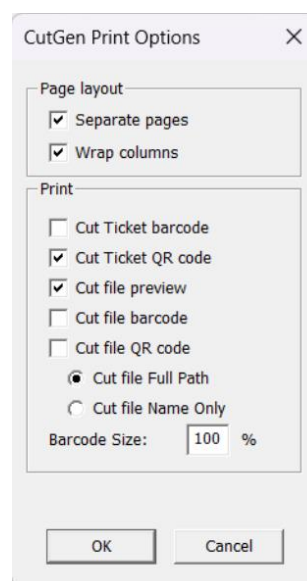 CutGen Print Options
Page layout
Separate pages
Wrap columns
Print
Cut Ticket barcode
Cut Ticket QR code
Cut file preview
Cut file barcode
Cut file QR code
Cut file Full Path
Cut file Name Only
Barcode Size: 100 %
OK Cancel